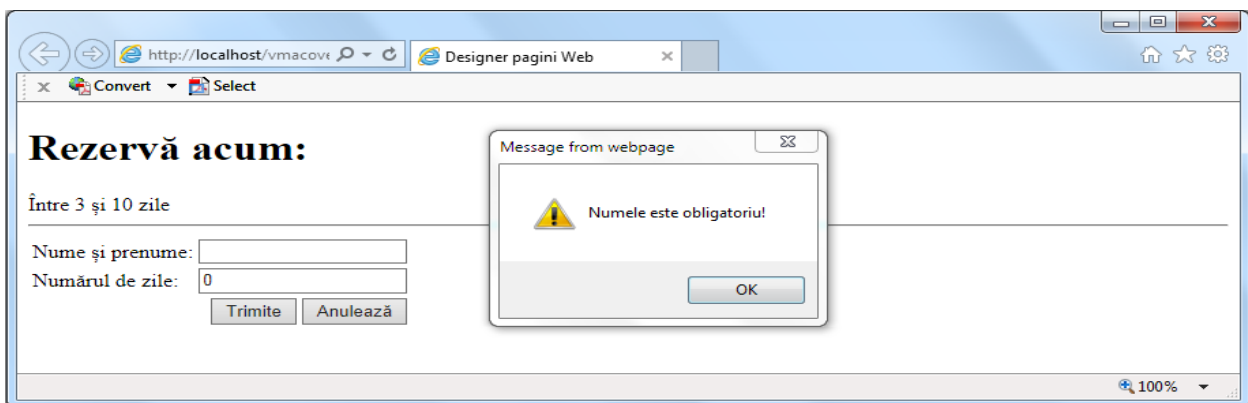 http://localhost/vmacove
Designer pagini Web
x Convert Select
Rezervă acum:
Între 3 și 10 zile
Nume și prenume:
Numărul de zile: 0
Trimite Anulează
Message from webpage
Numele este obligatoriu!
OK
100%